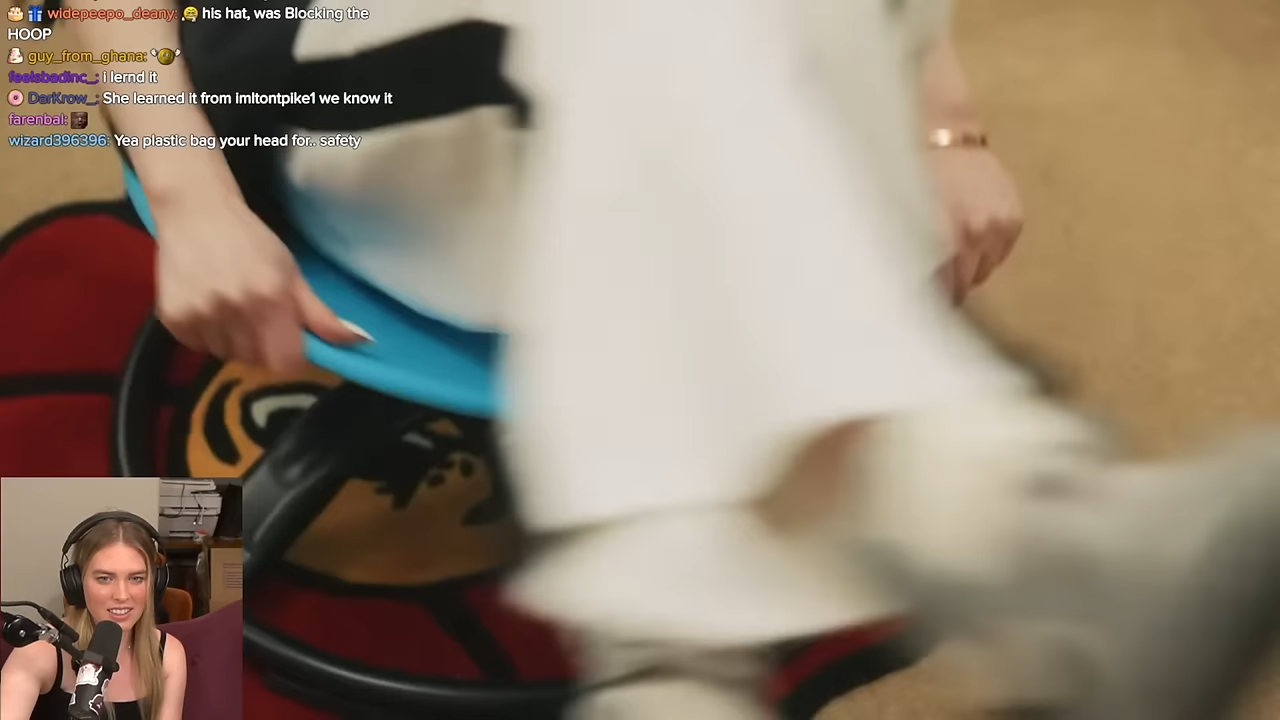 widepeepo_deany: his hat, was Blocking the
HOOP
guy_from_ghana:
feelsbadinc_: i lernd it
DarKrow_: She learned it from imltontpike1 we know it
farenbal:
wizard396396: Yea plastic bag your head for.. safety